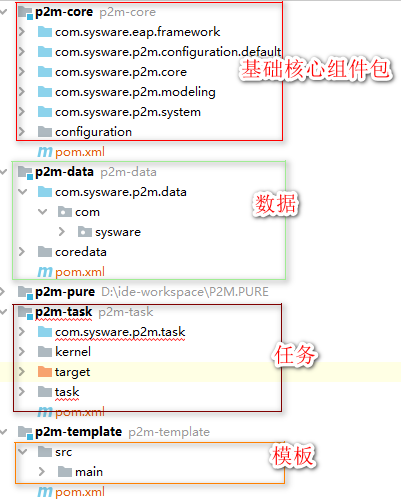 p2m-core p2m-core
com.sysware.eap.framework
com.sysware.p2m.configuration.default
com.sysware.p2m.core
com.sysware.p2m.modeling
com.sysware.p2m.system
configuration
pom.xml
基础核心组件包
p2m-data p2m-data
com.sysware.p2m.data
com
sysware
coredata
pom.xml
数据
p2m-pure D:\ide-workspace\P2M.PURE
p2m-task p2m-task
com.sysware.p2m.task
kernel
target
task
pom.xml
任务
p2m-template p2m-template
src
main
pom.xml
模板